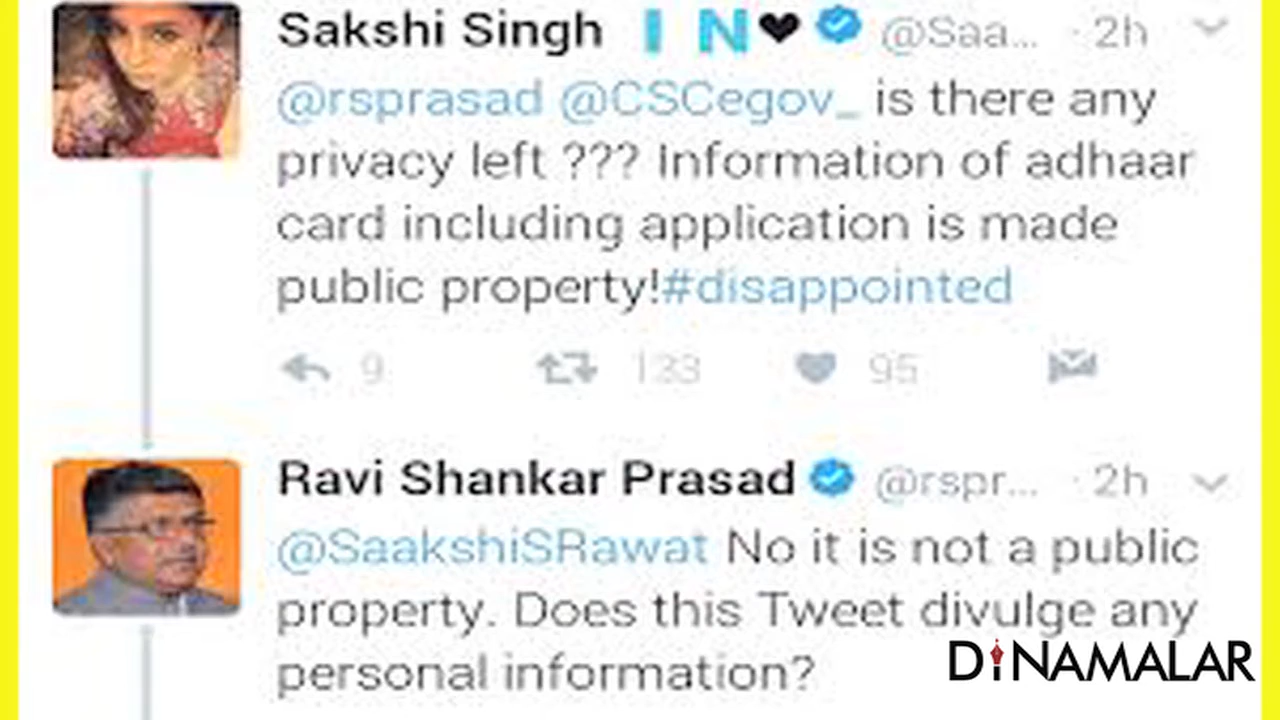 Sakshi Singh I N🖤 @Saa... · 2h
@rsprasad @CSCegov_ is there any
privacy left ??? Information of adhaar
card including application is made
public property!#disappointed
9 133 95
Ravi Shankar Prasad @rspr... · 2h
@SaakshiSRawat No it is not a public
property. Does this Tweet divulge any
personal information?
DINAMALAR